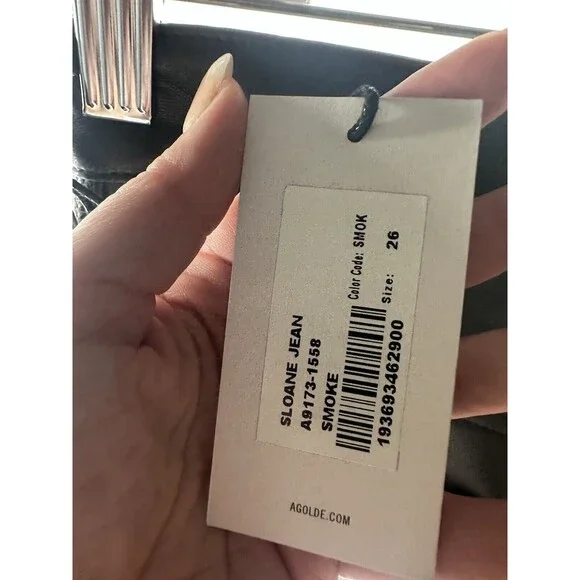 SLOANE JEAN
A9173-1558
SMOKE
Color Code: SMOK
Size: 26
193693462900
AGOLDE.COM